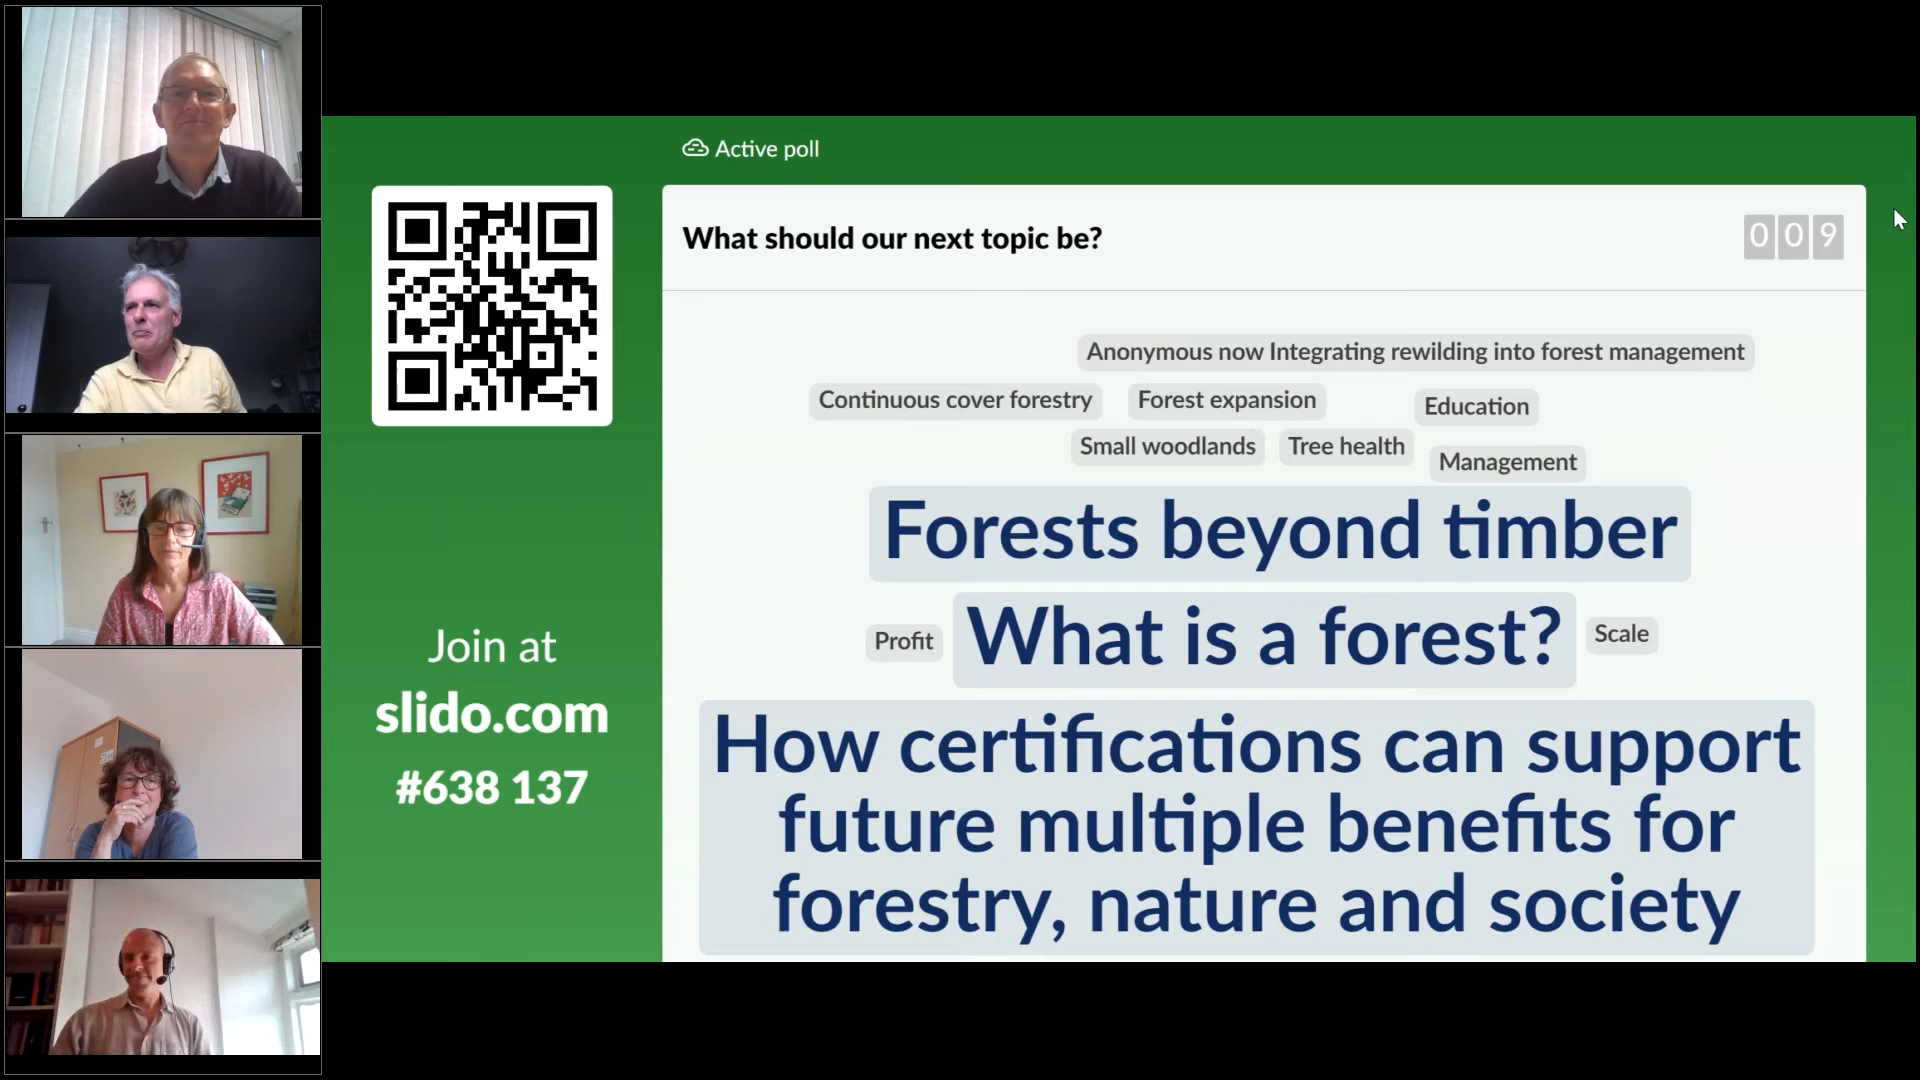 Active poll
What should our next topic be?
009
Anonymous now Integrating rewilding into forest management
Continuous cover forestry
Forest expansion
Education
Small woodlands
Tree health
Management
Forests beyond timber
Profit
What is a forest?
Scale
How certifications can support
future multiple benefits for
forestry, nature and society
Join at
slido.com
#638 137